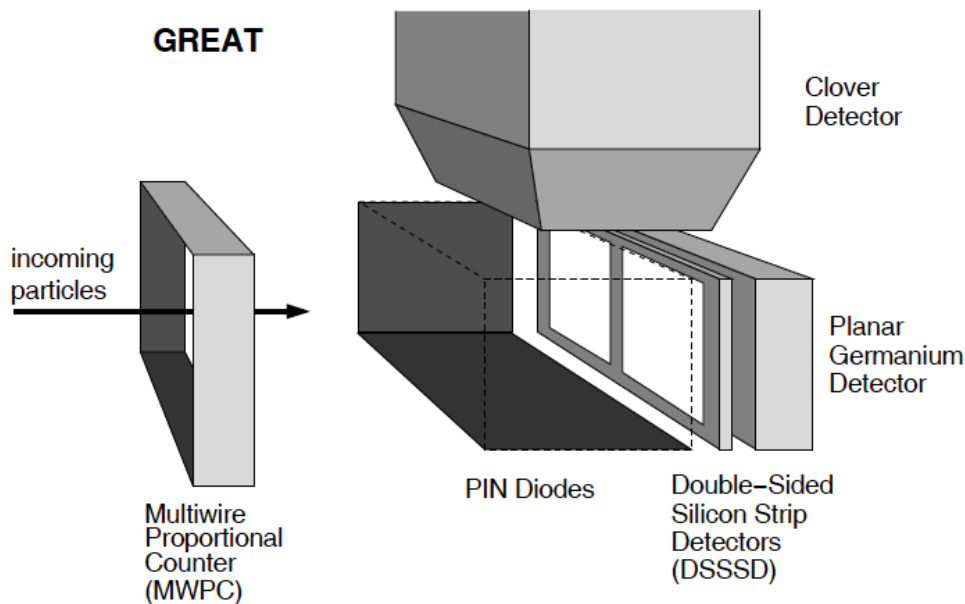 GREAT
Clover
Detector
incoming
particles
Planar
Germanium
Detector
PIN Diodes
Double-Sided
Silicon Strip
Detectors
(DSSSD)
Multiwire
Proportional
Counter
(MWPC)